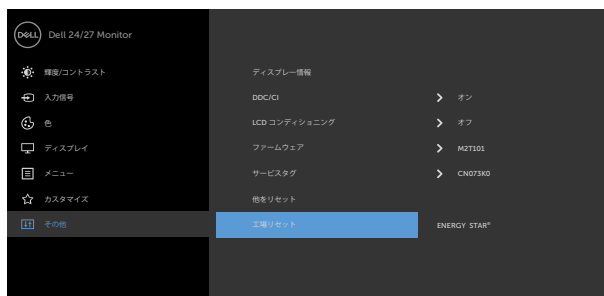 DELL Dell 24/27 Monitor
輝度/コントラスト ディスプレー情報
入力信号 DDC/CI オン
色 LCD コンディショニング オフ
ディスプレイ ファームウェア M2T101
メニュー サービスタグ CN073K0
カスタマイズ 他をリセット
その他 工場リセット ENERGY STAR®